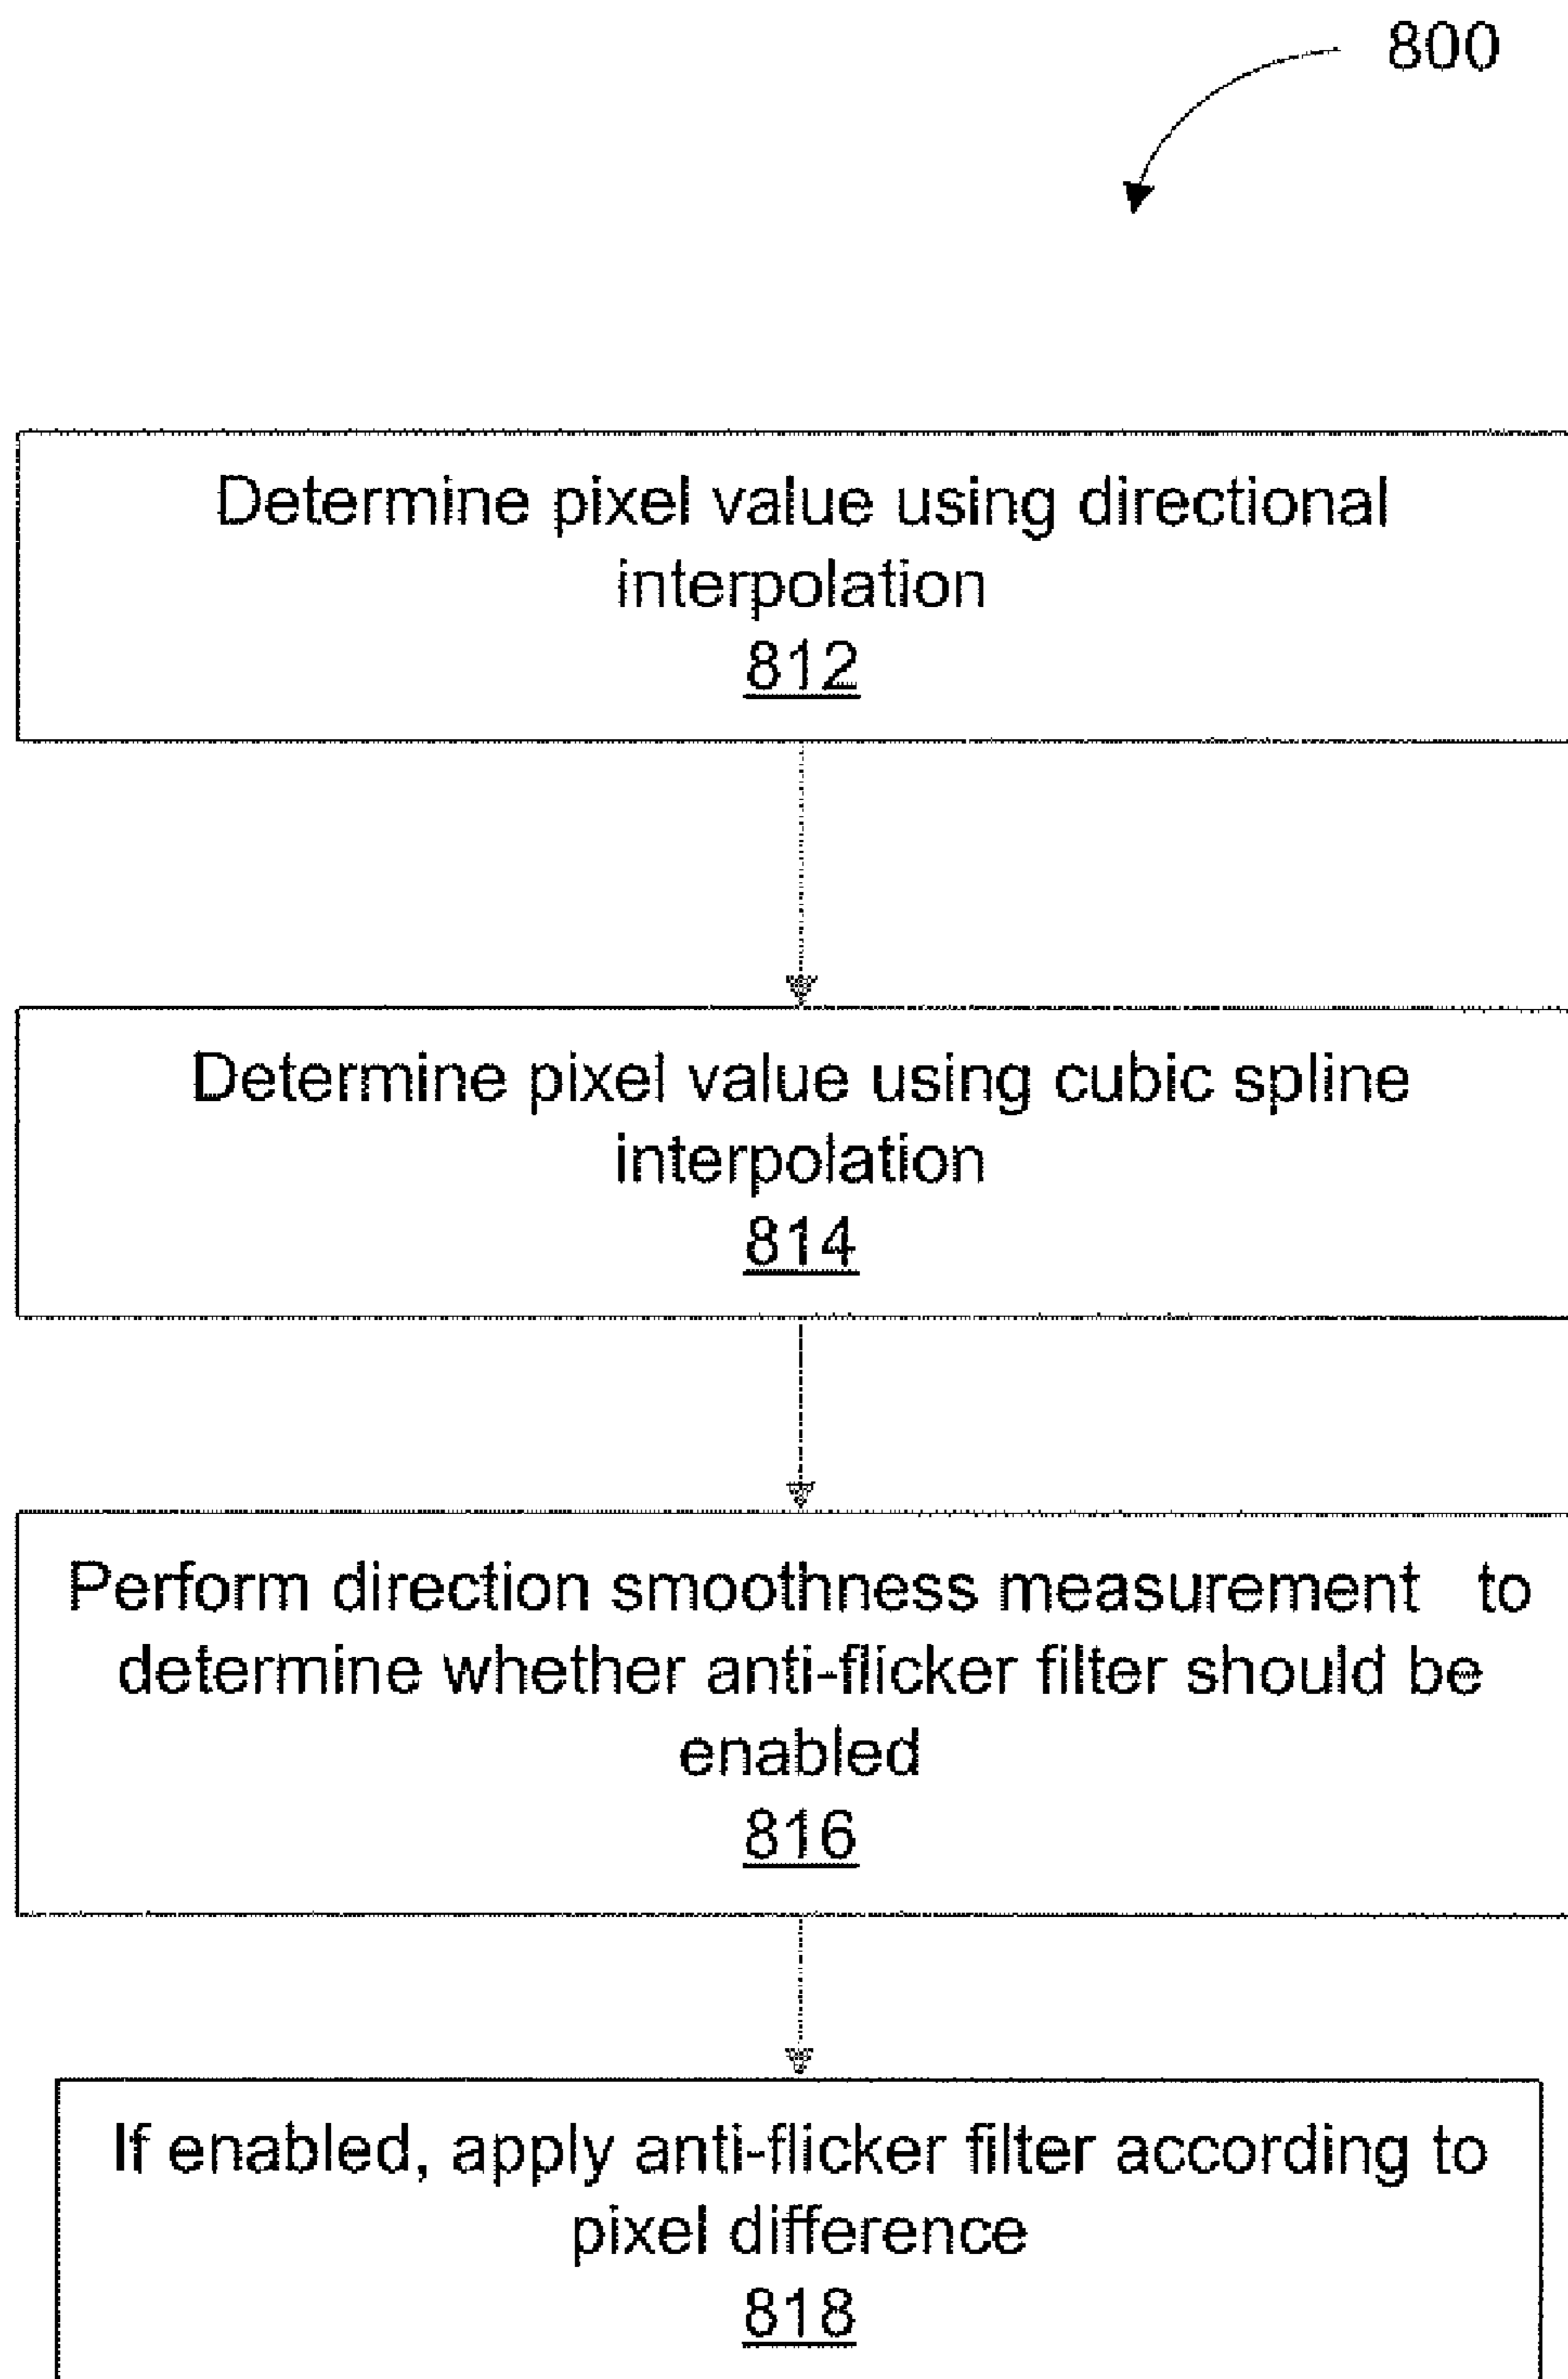 800
Determine pixel value using directional
interpolation
812
Determine pixel value using cubic spline
interpolation
814
Perform direction smoothness measurement to
determine whether anti-flicker filter should be
enabled
816
If enabled, apply anti-flicker filter according to
pixel difference
818